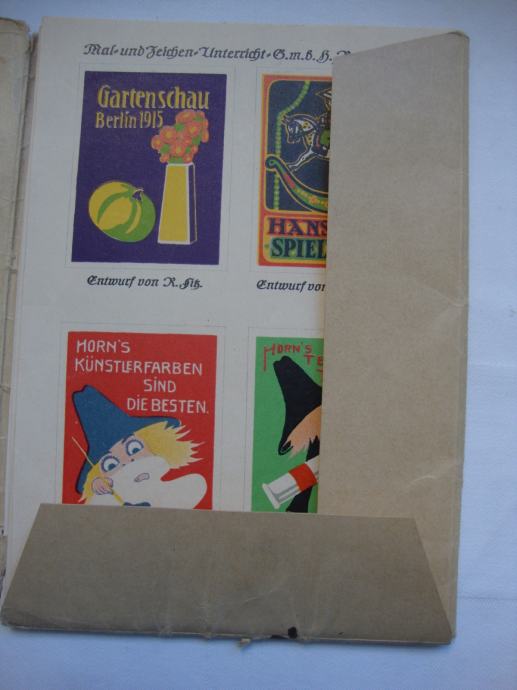 Mal- und Zeichen-Unterricht-G.m.b.H.
Gartenschau
Berlin 1915
HANS
SPIEL
Entwurf von R. Fitz.
Entwurf von
HORN'S
KÜNSTLERFARBEN
SIND
DIE BESTEN.
HORN'S